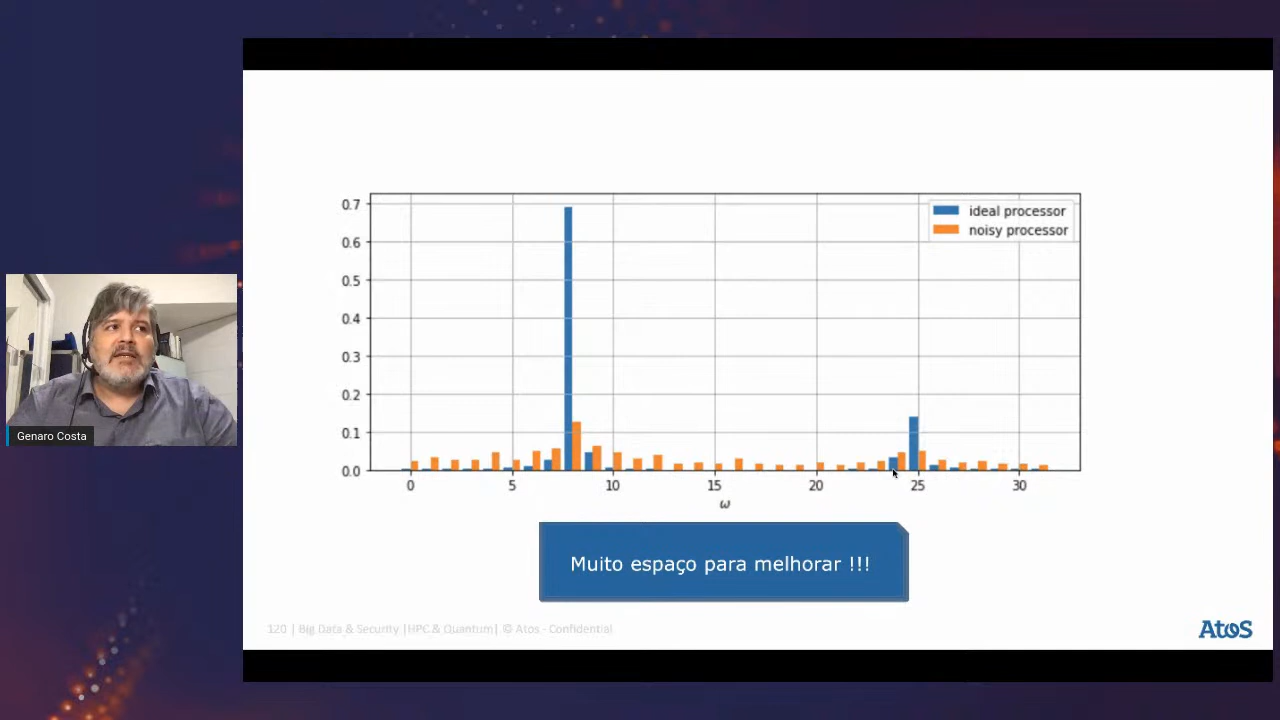 0.7
0.6
0.5
0.4
0.3
0.2
0.1
0.0
ideal processor
noisy processor
0 5 10 15 20 25 30
ω
Muito espaço para melhorar !!!
120 | Big Data & Security |HPC & Quantum| © Atos - Confidential
Atos
Genaro Costa